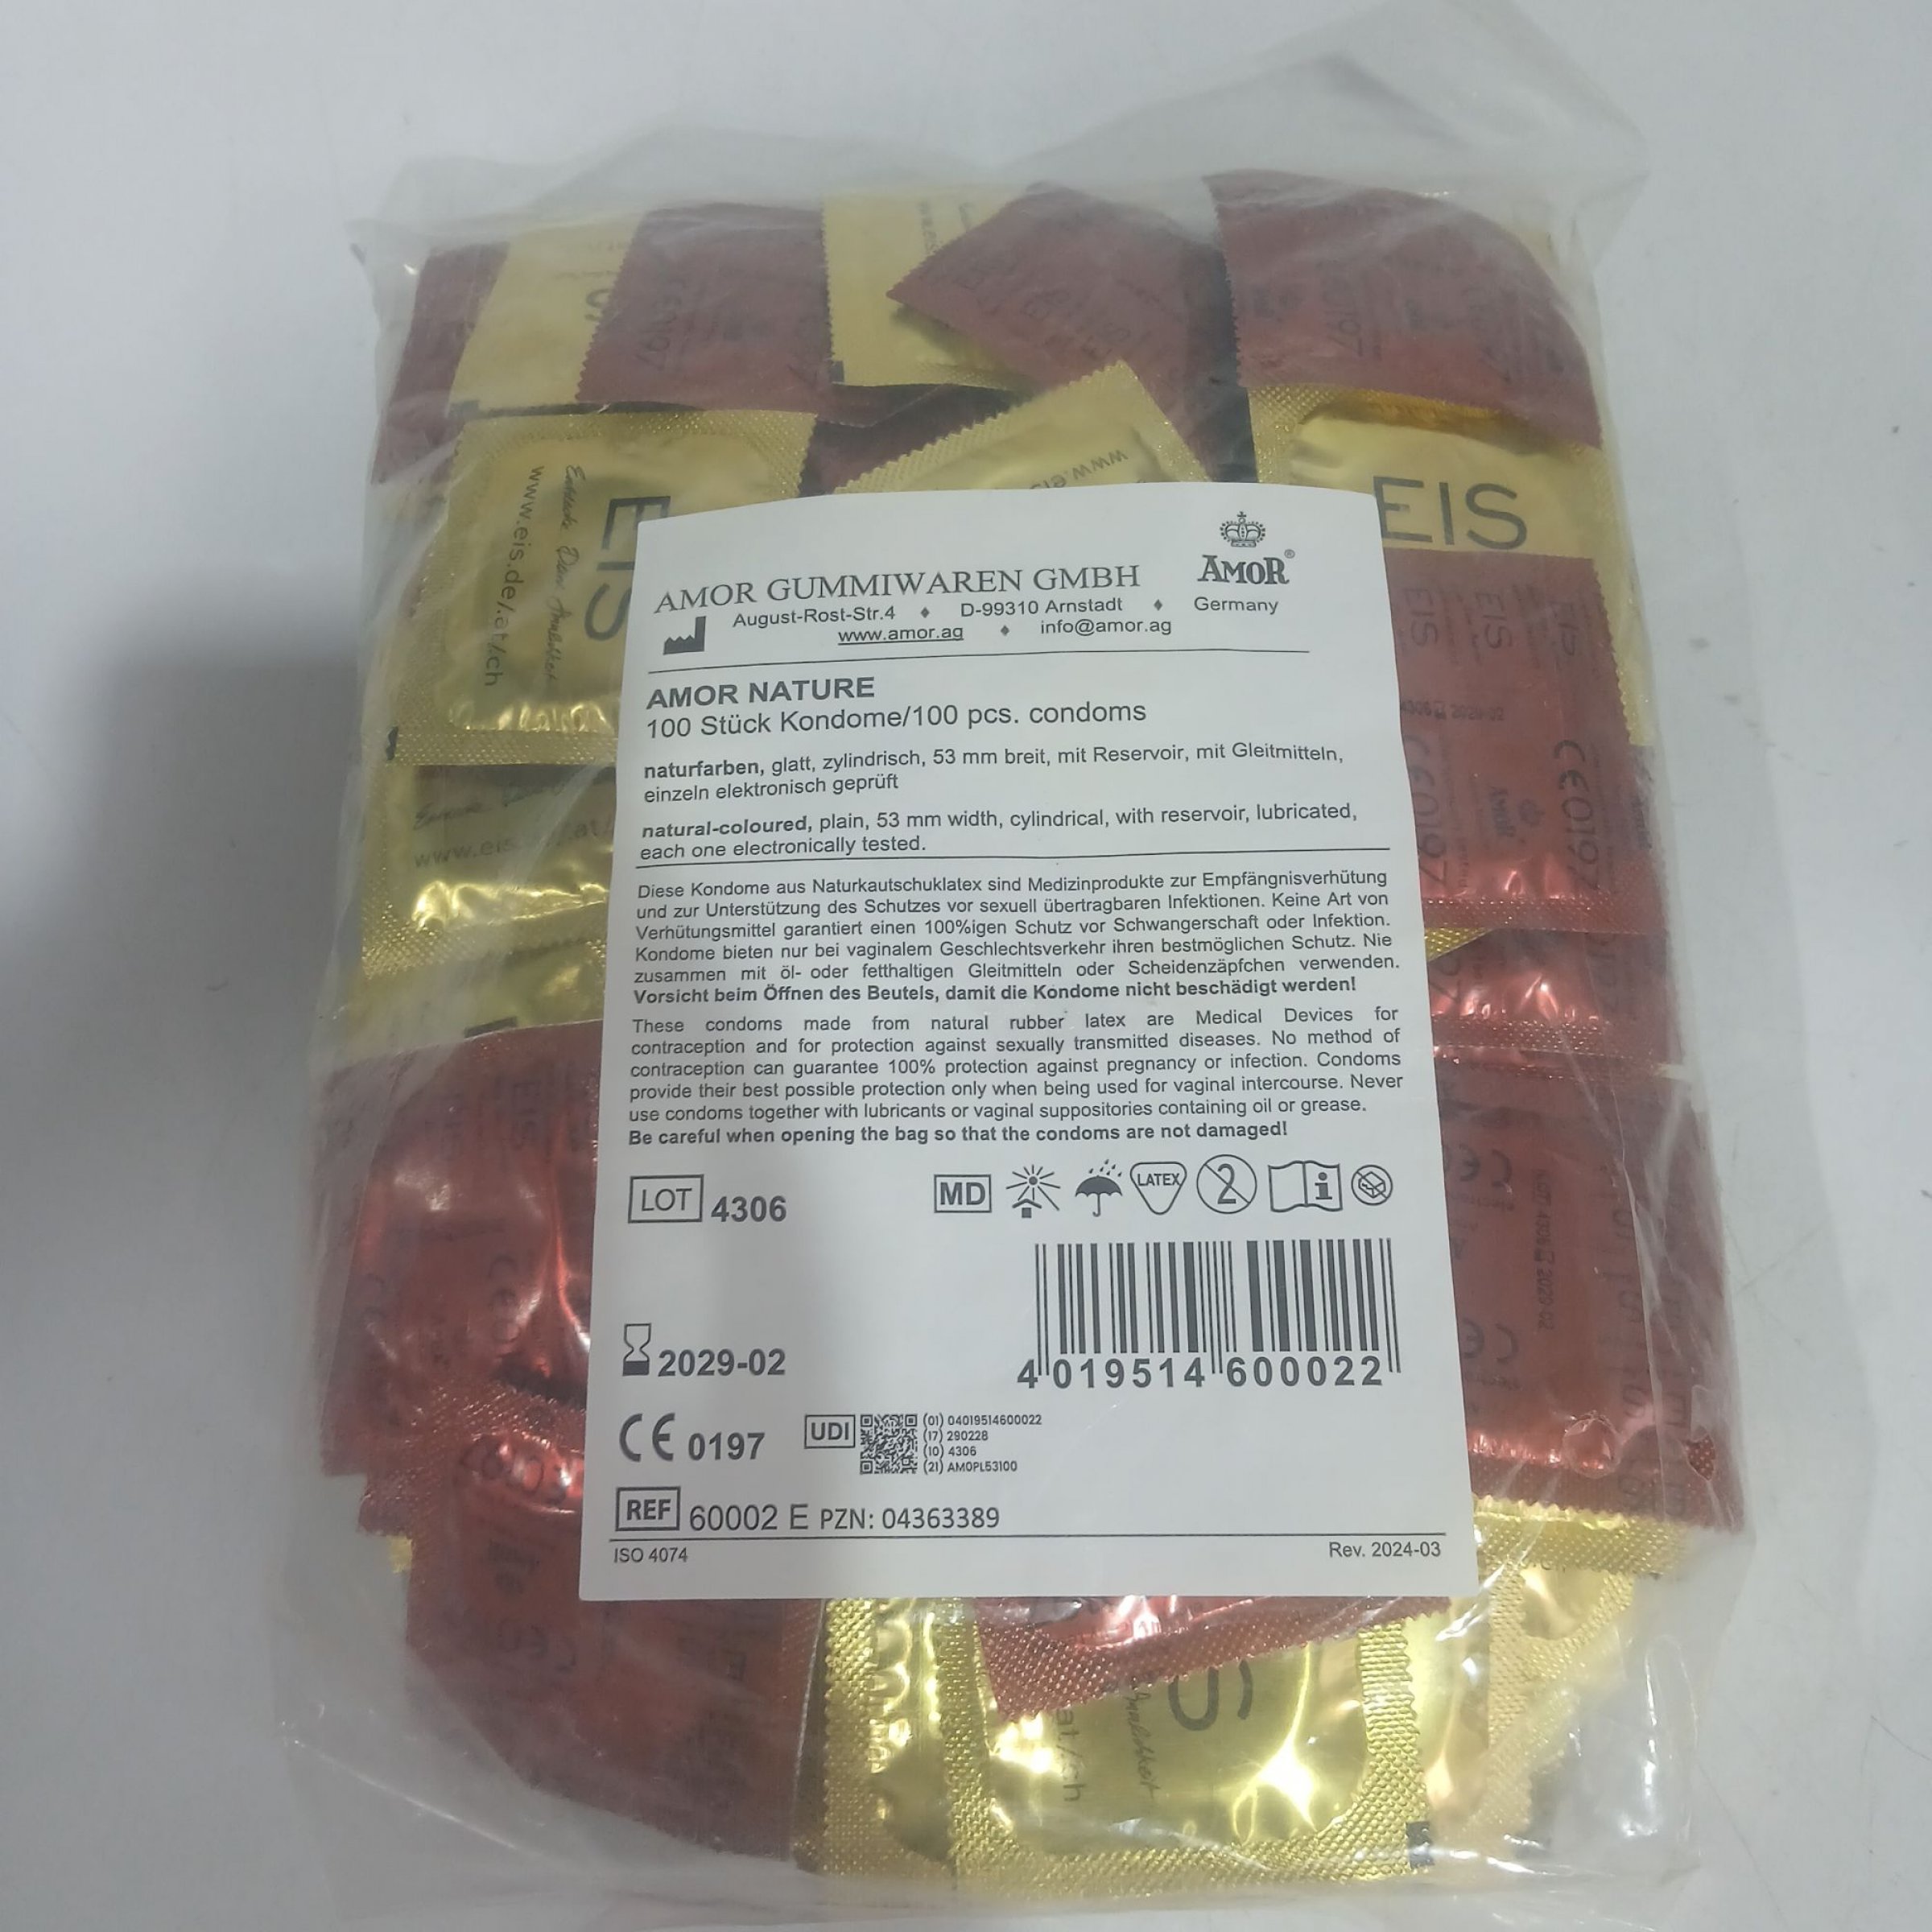 EIS
Entdecke Deine Sinnlichkeit
www.eis.de/.at/.ch
EIS
AMOR GUMMIWAREN GMBH
August-Rost-Str.4 ♦ D-99310 Arnstadt ♦
www.amor.ag ♦ info@amor.ag
AMOR®
Germany
AMOR NATURE
100 Stück Kondome/100 pcs. condoms
naturfarben, glatt, zylindrisch, 53 mm breit, mit Reservoir, mit Gleitmitteln,
einzeln elektronisch geprüft
natural-coloured, plain, 53 mm width, cylindrical, with reservoir, lubricated,
each one electronically tested.
Diese Kondome aus Naturkautschuklatex sind Medizinprodukte zur Empfängnisverhütung
und zur Unterstützung des Schutzes vor sexuell übertragbaren Infektionen. Keine Art von
Verhütungsmittel garantiert einen 100%igen Schutz vor Schwangerschaft oder Infektion.
Kondome bieten nur bei vaginalem Geschlechtsverkehr ihren bestmöglichen Schutz. Nie
zusammen mit öl- oder fetthaltigen Gleitmitteln oder Scheidenzäpfchen verwenden.
Vorsicht beim Öffnen des Beutels, damit die Kondome nicht beschädigt werden!
These condoms made from natural rubber latex are Medical Devices for
contraception and for protection against sexually transmitted diseases. No method of
contraception can guarantee 100% protection against pregnancy or infection. Condoms
provide their best possible protection only when being used for vaginal intercourse. Never
use condoms together with lubricants or vaginal suppositories containing oil or grease.
Be careful when opening the bag so that the condoms are not damaged!
LOT 4306
MD LATEX 2 i
2029-02
4 019514 600022
CE 0197
UDI
(01) 04019514600022
(17) 290228
(10) 4306
(21) AMOPL53100
REF 60002 E PZN: 04363389
ISO 4074
Rev. 2024-03
EIS
EIS
CE0197
CE0197